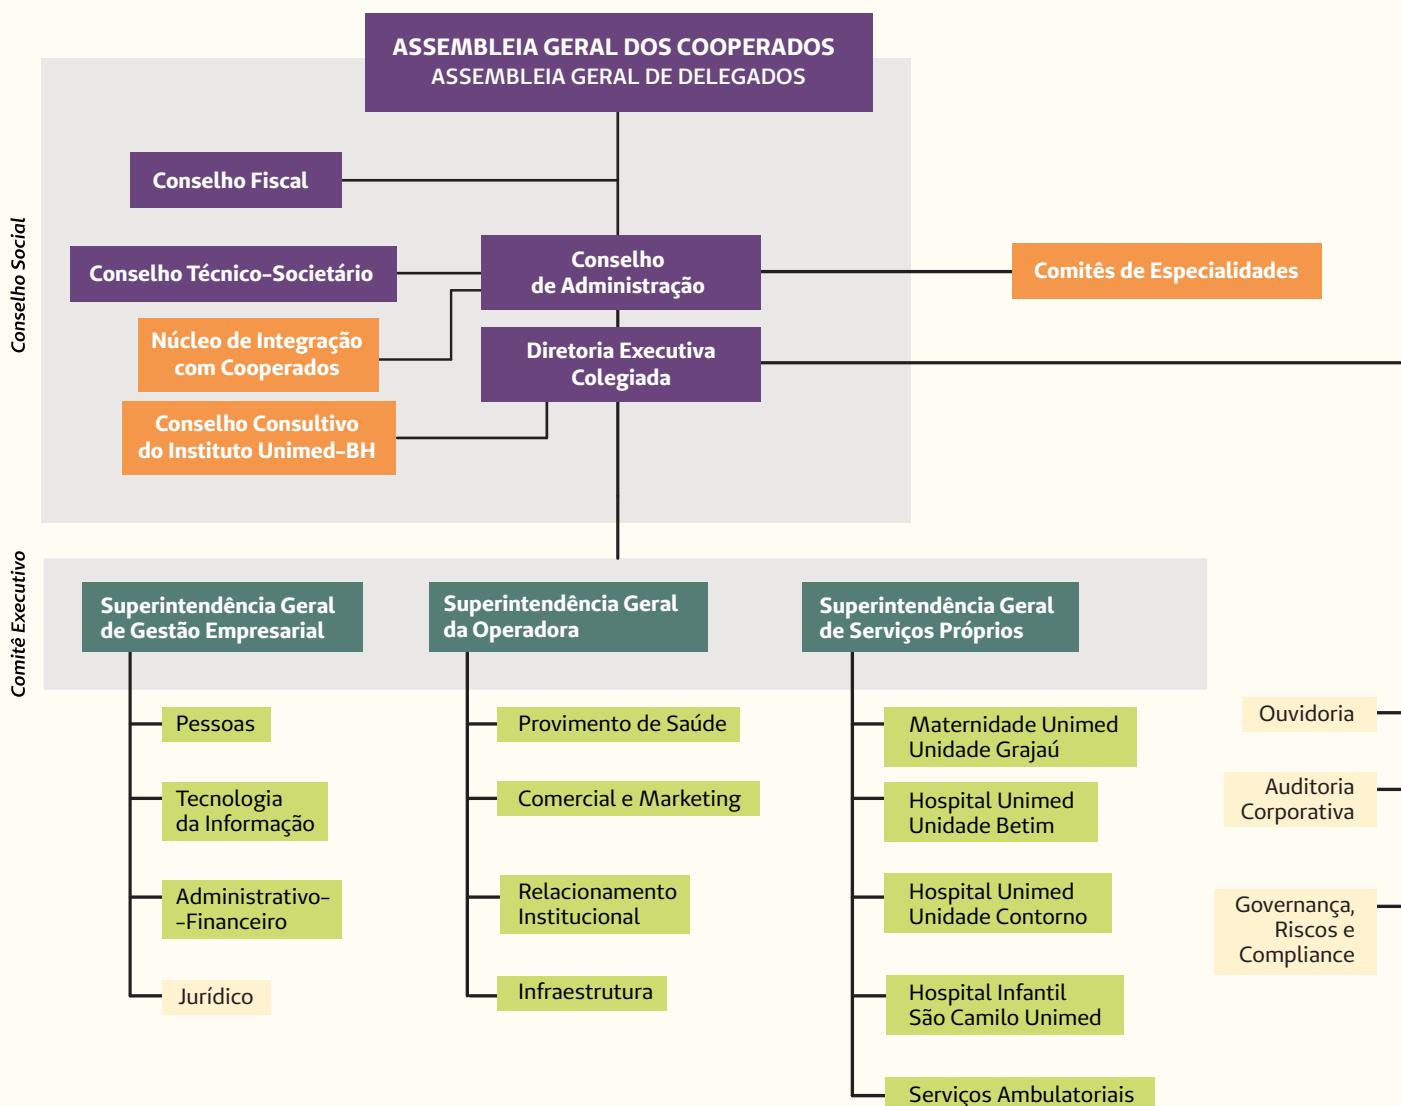 ASSEMBLEIA GERAL DOS COOPERADOS
ASSEMBLEIA GERAL DE DELEGADOS
Conselho Social
Conselho Fiscal
Conselho Técnico-Societário
Conselho
de Administração
Comitês de Especialidades
Núcleo de Integração
com Cooperados
Diretoria Executiva
Colegiada
Conselho Consultivo
do Instituto Unimed-BH
Comitê Executivo
Superintendência Geral
de Gestão Empresarial
Pessoas
Tecnologia
da Informação
Administrativo-
-Financeiro
Jurídico
Superintendência Geral
da Operadora
Provimento de Saúde
Comercial e Marketing
Relacionamento
Institucional
Infraestrutura
Superintendência Geral
de Serviços Próprios
Maternidade Unimed
Unidade Grajaú
Hospital Unimed
Unidade Betim
Hospital Unimed
Unidade Contorno
Hospital Infantil
São Camilo Unimed
Serviços Ambulatoriais
Ouvidoria
Auditoria
Corporativa
Governança,
Riscos e
Compliance